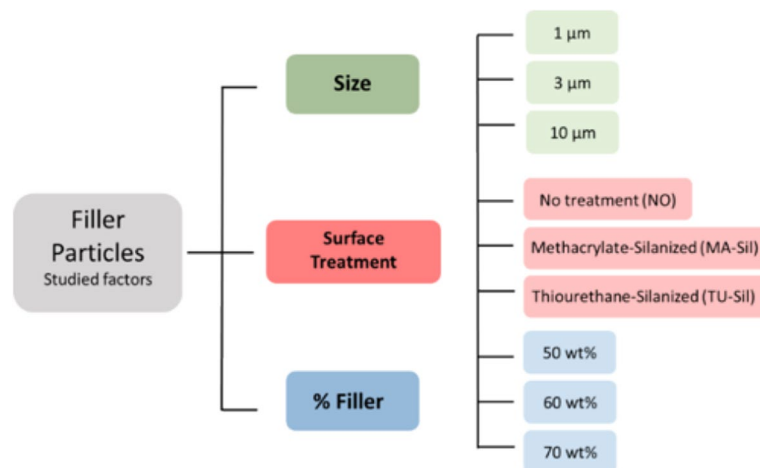 Filler
Particles
Studied factors
Size
1 µm
3 µm
10 µm
Surface
Treatment
No treatment (NO)
Methacrylate-Silanized (MA-Sil)
Thiourethane-Silanized (TU-Sil)
% Filler
50 wt%
60 wt%
70 wt%